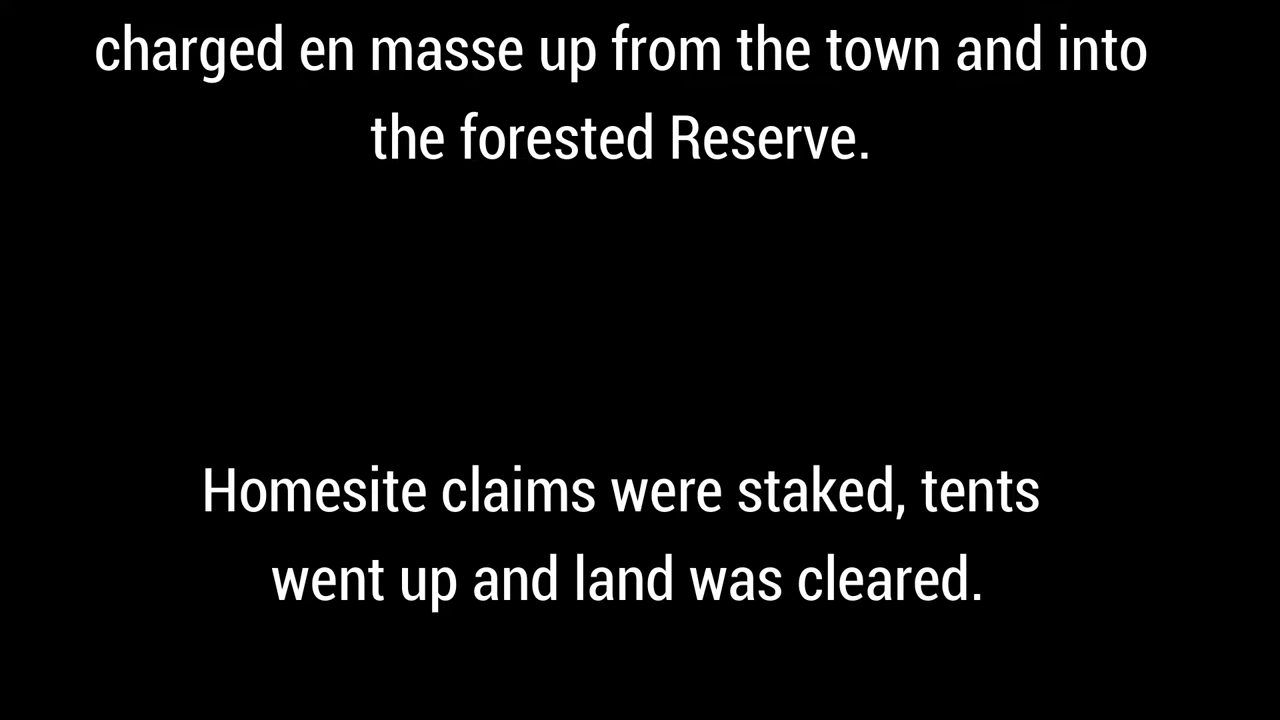 charged en masse up from the town and into
the forested Reserve.
Homesite claims were staked, tents
went up and land was cleared.